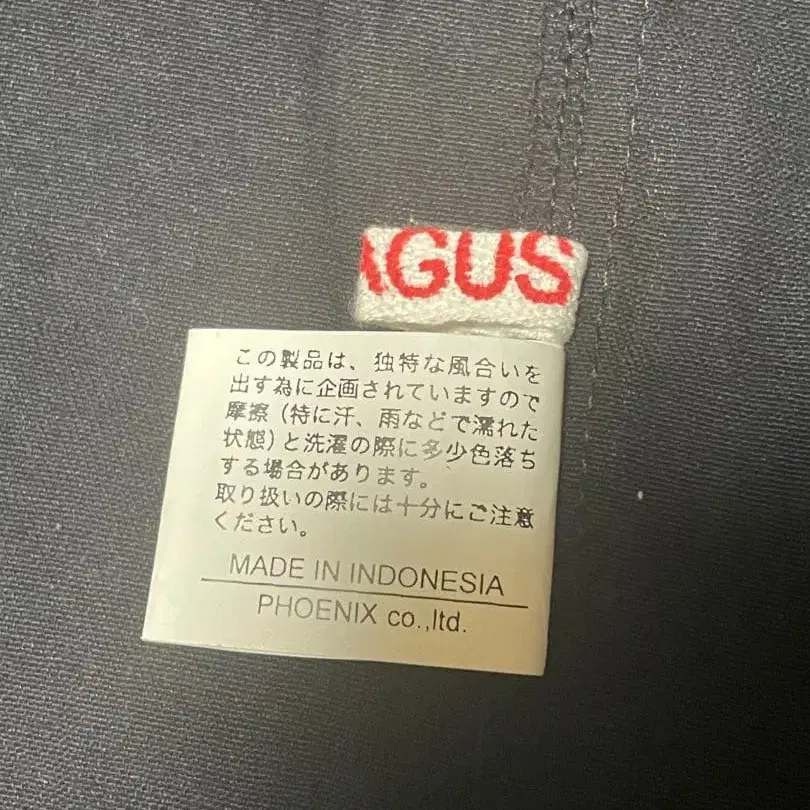 AGUS
この製品は、独特な風合いを
出す為に企画されていますので
摩擦(特に汗、雨などで濡れた
状態)と洗濯の際に多少色落ち
する場合があります。
取り扱いの際には十分にご注意
ください。
MADE IN INDONESIA
PHOENIX co.,ltd.